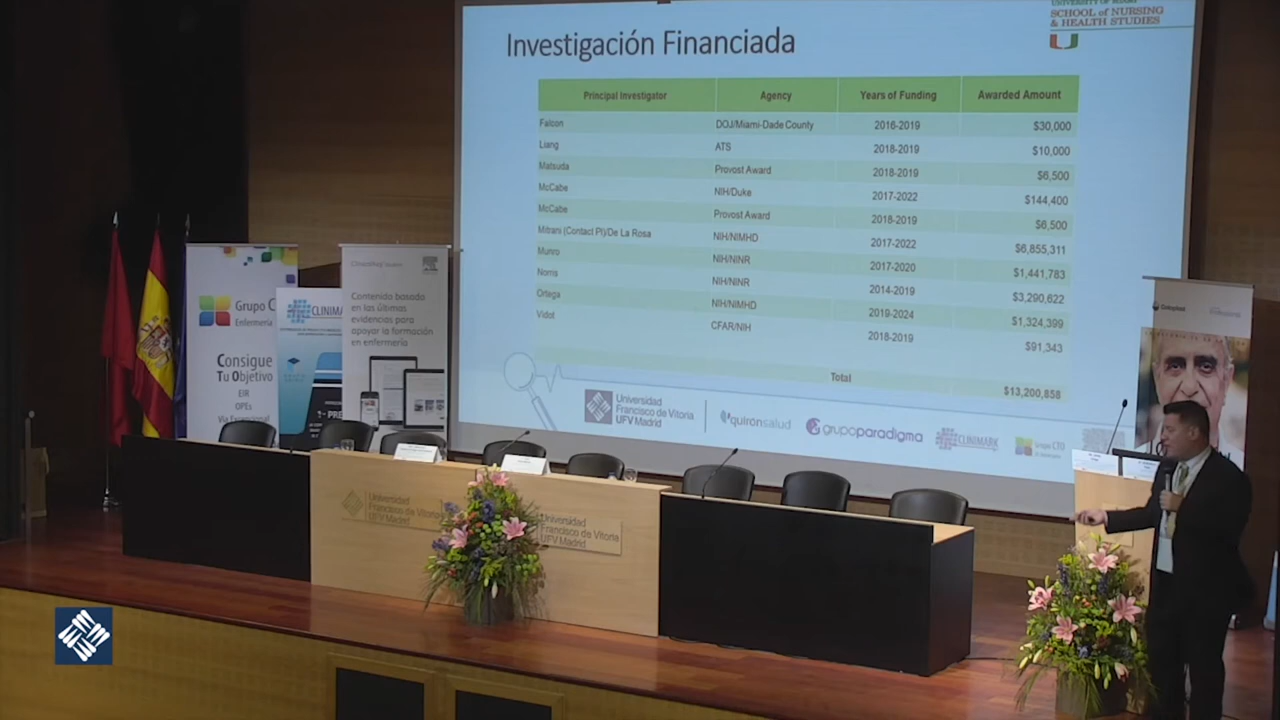 Investigación Financiada
SCHOOL of NURSING
& HEALTH STUDIES
Principal Investigator Agency Years of Funding Awarded Amount
Falcon DOJ/Miami-Dade County 2016-2019 $30,000
Liang ATS 2018-2019 $10,000
Matsuda Provost Award 2018-2019 $6,500
McCabe NIH/Duke 2017-2022 $144,400
McCabe Provost Award 2018-2019 $6,500
Mitrani (Contact PI)/De La Rosa NIH/NIMHD 2017-2022 $6,855,311
Munro NIH/NINR 2017-2020 $1,441,783
Norris NIH/NINR 2014-2019 $3,290,622
Ortega NIH/NIMHD 2019-2024 $1,324,399
Vidot CFAR/NIH 2018-2019 $91,343
Total $13,200,858
Universidad
Francisco de Vitoria
UFV Madrid
quironsalud
grupoparadigma
CLINIMARK
Grupo CTO
Grupo C
Enfermería
Consigue
Tu Objetivo
EIR
OPEs
CLINIMA
Contenido basado
en las últimas
evidencias para
apoyar la formación
en enfermería
Universidad
Francisco de Vitoria
UFV Madrid
Universidad
Francisco de Vitoria
UFV Madrid